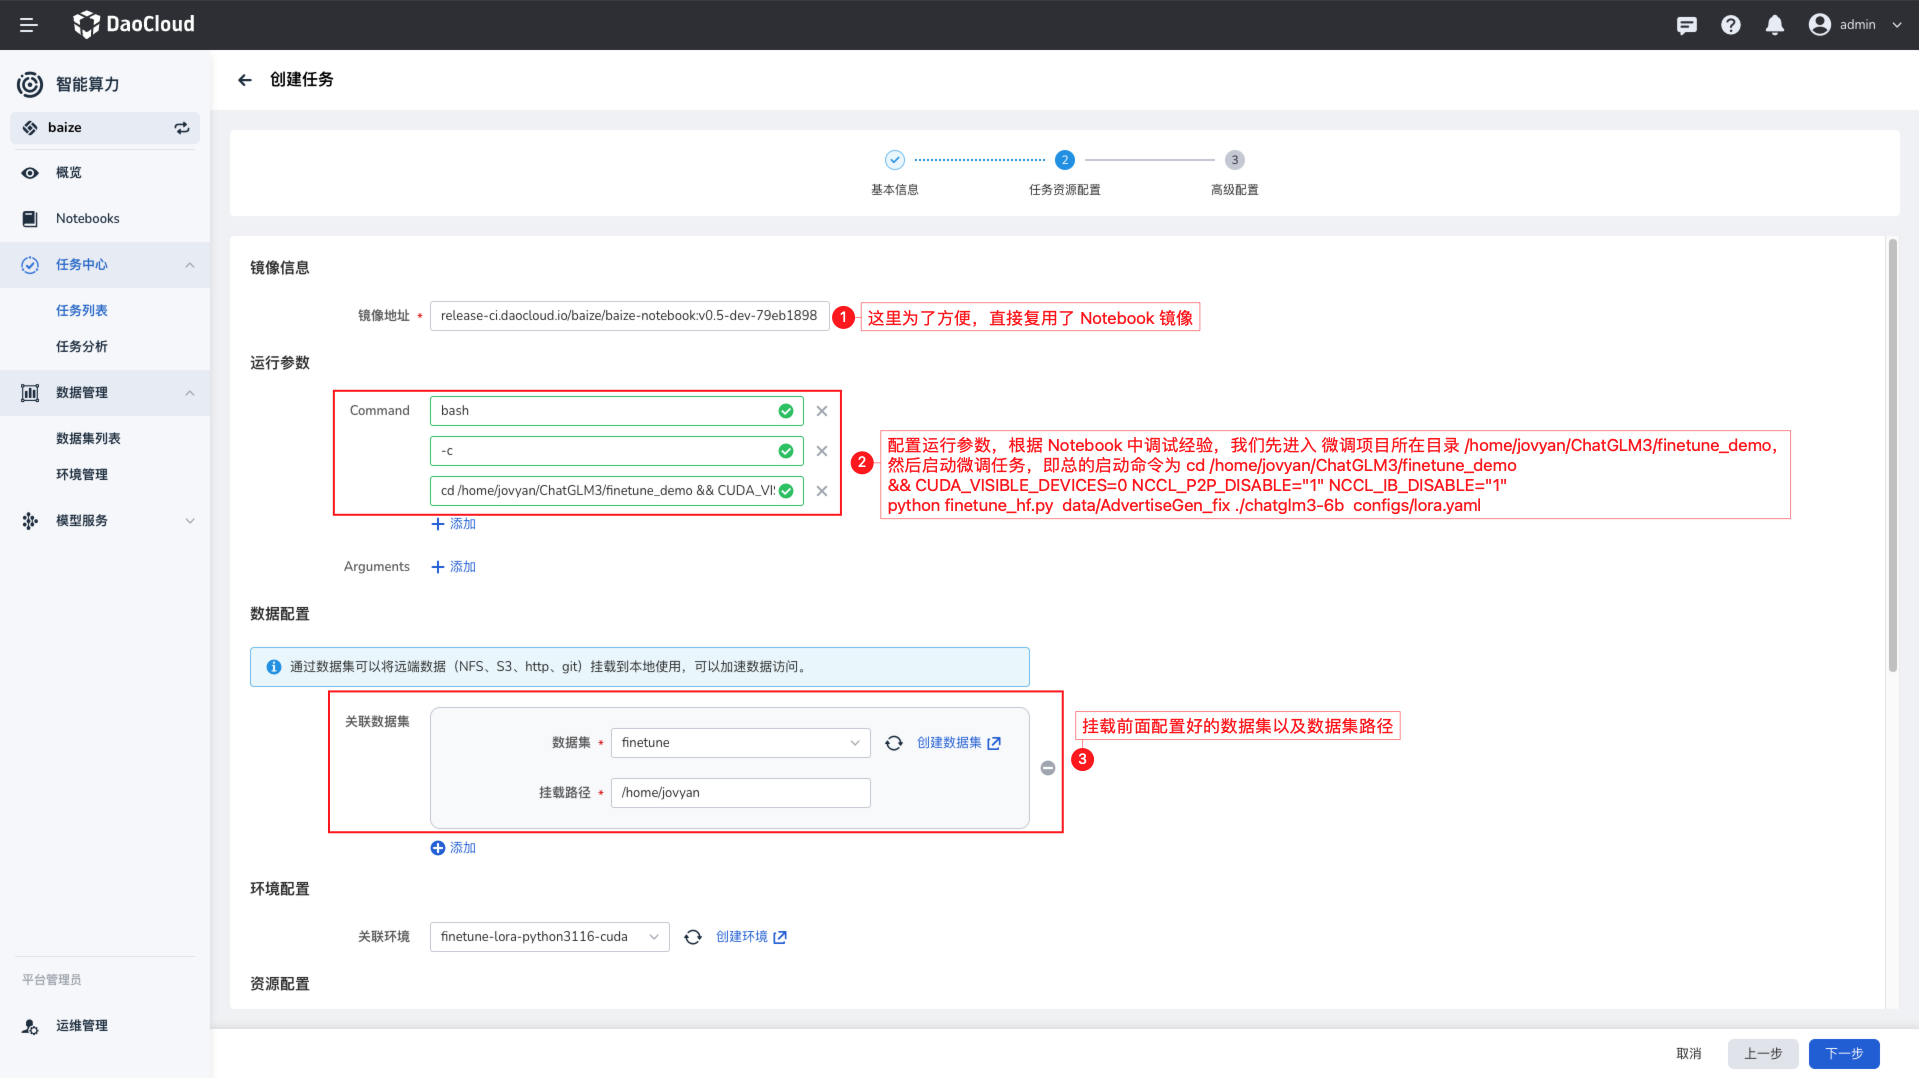 DaoCloud
admin
智能算力
baize
概览
Notebooks
任务中心
任务列表
任务分析
数据管理
数据集列表
环境管理
模型服务
平台管理员
运维管理
创建任务
2
3
基本信息
任务资源配置
高级配置
镜像信息
镜像地址 *
release-ci.daocloud.io/baize/baize-notebook:v0.5-dev-79eb1898
1
这里为了方便，直接复用了 Notebook 镜像
运行参数
Command
bash
-c
cd /home/jovyan/ChatGLM3/finetune_demo && CUDA_VIS
添加
2
配置运行参数，根据 Notebook 中调试经验，我们先进入 微调项目所在目录 /home/jovyan/ChatGLM3/finetune_demo，
然后启动微调任务，即总的启动命令为 cd /home/jovyan/ChatGLM3/finetune_demo
&& CUDA_VISIBLE_DEVICES=0 NCCL_P2P_DISABLE="1" NCCL_IB_DISABLE="1"
python finetune_hf.py data/AdvertiseGen_fix ./chatglm3-6b configs/lora.yaml
Arguments
添加
数据配置
通过数据集可以将远端数据（NFS、S3、http、git）挂载到本地使用，可以加速数据访问。
关联数据集
数据集 *
finetune
创建数据集
挂载路径 *
/home/jovyan
挂载前面配置好的数据集以及数据集路径
3
添加
环境配置
关联环境
finetune-lora-python3116-cuda
创建环境
资源配置
取消
上一步
下一步